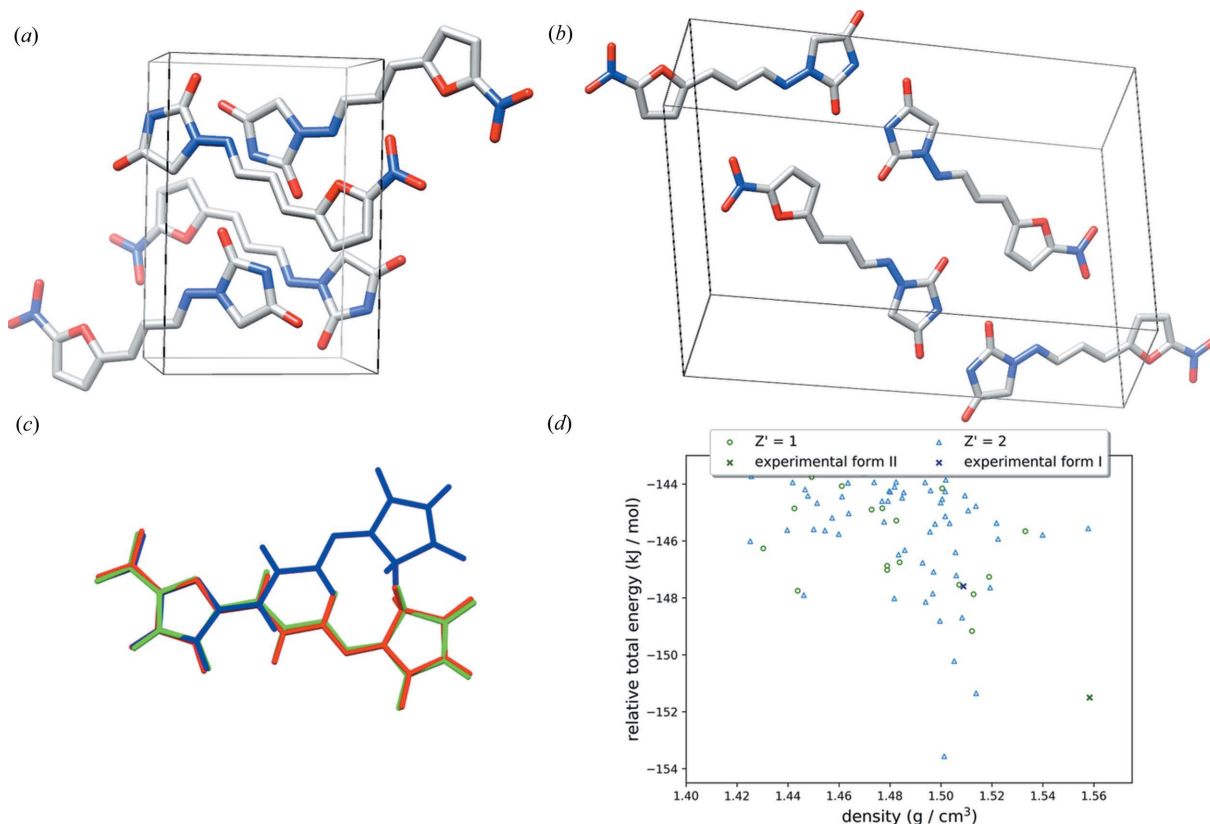 (a)
(b)
(c)
(d)
Z' = 1
Z' = 2
experimental form II
experimental form I
relative total energy (kJ / mol)
−144
−146
−148
−150
−152
−154
1.40
1.42
1.44
1.46
1.48
1.50
1.52
1.54
1.56
density (g / cm³)